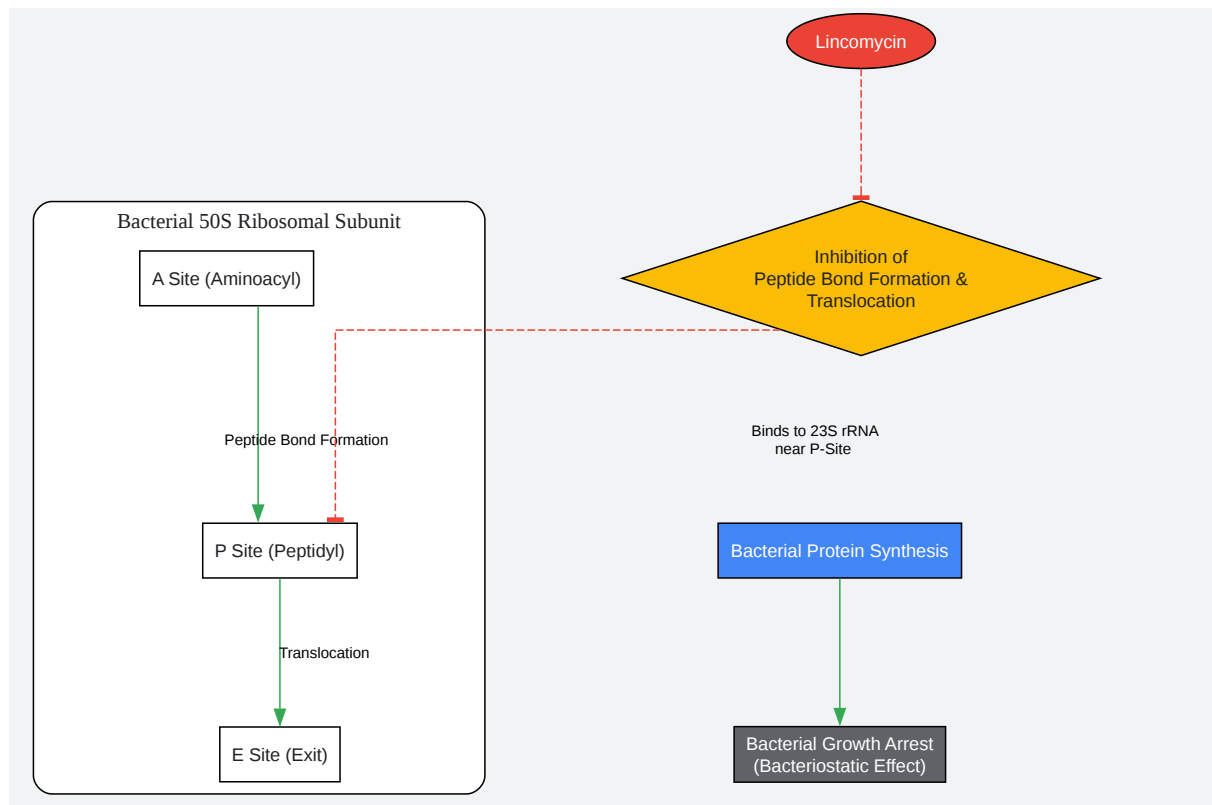 Lincomycin
Bacterial 50S Ribosomal Subunit
A Site (Aminoacyl)
Inhibition of
Peptide Bond Formation &
Translocation
Peptide Bond Formation
Binds to 23S rRNA
near P-Site
P Site (Peptidyl)
Bacterial Protein Synthesis
Translocation
E Site (Exit)
Bacterial Growth Arrest
(Bacteriostatic Effect)